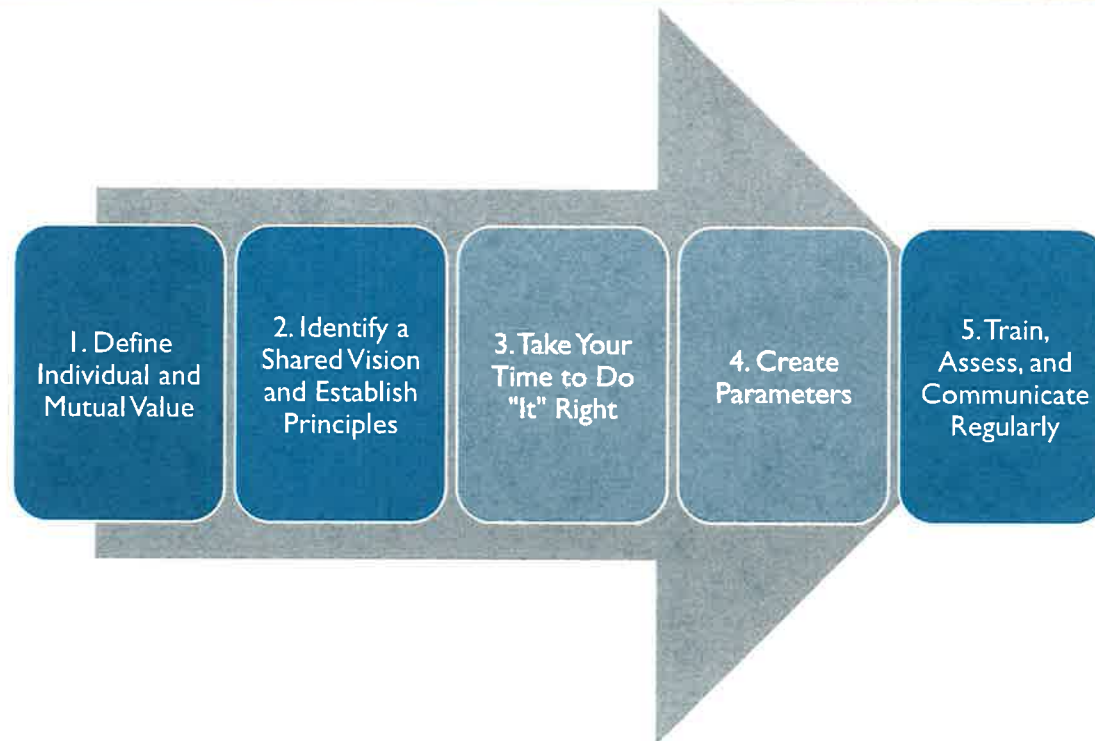 1. Define
Individual and
Mutual Value
2. Identify a
Shared Vision
and Establish
Principles
3. Take Your
Time to Do
"It" Right
4. Create
Parameters
5. Train,
Assess, and
Communicate
Regularly